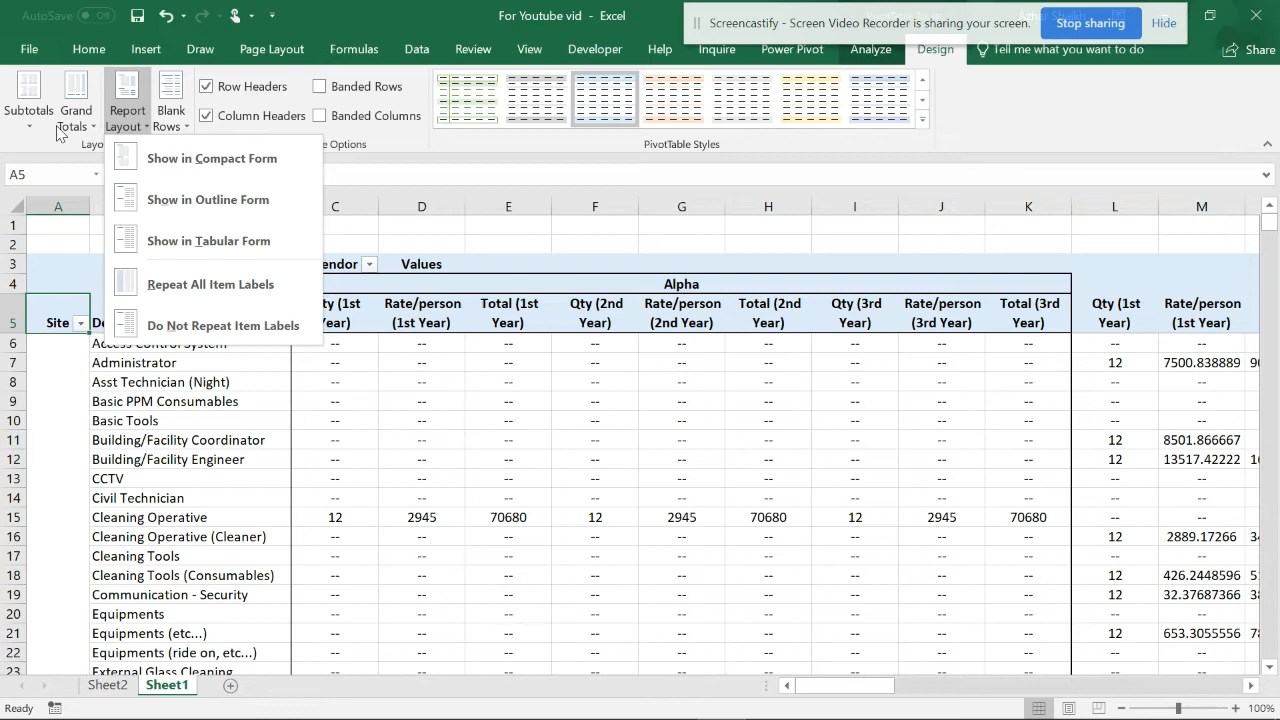 AutoSave Off
For Youtube vid - Excel
Screencastify - Screen Video Recorder is sharing your screen.
Stop sharing
Hide
File Home Insert Draw Page Layout Formulas Data Review View Developer Help Inquire Power Pivot Analyze Design Tell me what you want to do Share
Subtotals
Grand Totals
Report Layout
Blank Rows
Row Headers
Banded Rows
Column Headers
Banded Columns
PivotTable Styles
Show in Compact Form
Show in Outline Form
Show in Tabular Form
Repeat All Item Labels
Do Not Repeat Item Labels
A5
A C D E F G H I J K L M
1
2
3 Values
4 Alpha
5 Site Rate/person (1st Year) Total (1st Year) Qty (2nd Year) Rate/person (2nd Year) Total (2nd Year) Qty (3rd Year) Rate/person (3rd Year) Total (3rd Year) Qty (1st Year) Rate/person (1st Year)
6 Access Control System -- -- -- -- -- -- -- -- -- -- --
7 Administrator -- -- -- -- -- -- -- -- -- 12 7500.838889
8 Asst Technician (Night) -- -- -- -- -- -- -- -- -- -- --
9 Basic PPM Consumables -- -- -- -- -- -- -- -- -- -- --
10 Basic Tools -- -- -- -- -- -- -- -- -- -- --
11 Building/Facility Coordinator -- -- -- -- -- -- -- -- -- 12 8501.866667
12 Building/Facility Engineer -- -- -- -- -- -- -- -- -- 12 13517.42222
13 CCTV -- -- -- -- -- -- -- -- -- -- --
14 Civil Technician -- -- -- -- -- -- -- -- -- -- --
15 Cleaning Operative 12 2945 70680 12 2945 70680 12 2945 70680 -- --
16 Cleaning Operative (Cleaner) -- -- -- -- -- -- -- -- -- 12 2889.17266
17 Cleaning Tools -- -- -- -- -- -- -- -- -- -- --
18 Cleaning Tools (Consumables) -- -- -- -- -- -- -- -- -- 12 426.2448596
19 Communication - Security -- -- -- -- -- -- -- -- -- 12 32.37687366
20 Equipments -- -- -- -- -- -- -- -- -- -- --
21 Equipments (etc...) -- -- -- -- -- -- -- -- -- 12 653.3055556
22 Equipments (ride on, etc...) -- -- -- -- -- -- -- -- -- -- --
23 External Glass Cleaning
Sheet2 Sheet1
Ready
100%